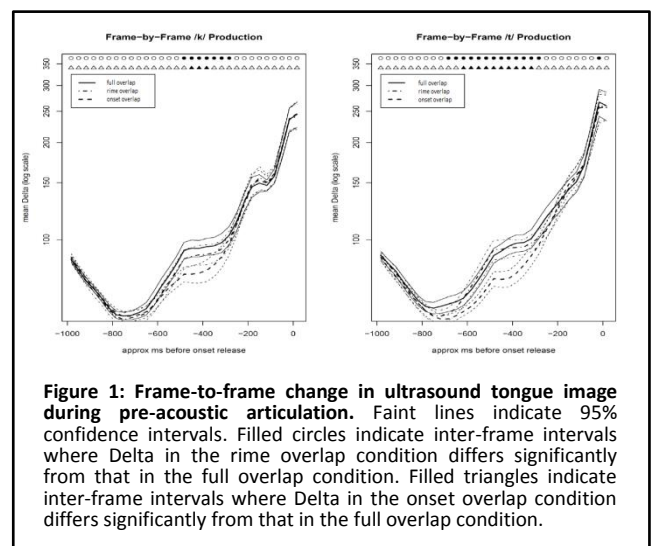 Frame−by−Frame /k/ Production
Frame−by−Frame /t/ Production
350
300
250
200
150
100
mean Delta (log scale)
full overlap
rime overlap
onset overlap
−1000 −800 −600 −400 −200 0
approx ms before onset release
350
300
250
200
150
100
mean Delta (log scale)
full overlap
rime overlap
onset overlap
−1000 −800 −600 −400 −200 0
approx ms before onset release
Figure 1: Frame-to-frame change in ultrasound tongue image
during pre-acoustic articulation. Faint lines indicate 95%
confidence intervals. Filled circles indicate inter-frame intervals
where Delta in the rime overlap condition differs significantly
from that in the full overlap condition. Filled triangles indicate
inter-frame intervals where Delta in the onset overlap condition
differs significantly from that in the full overlap condition.